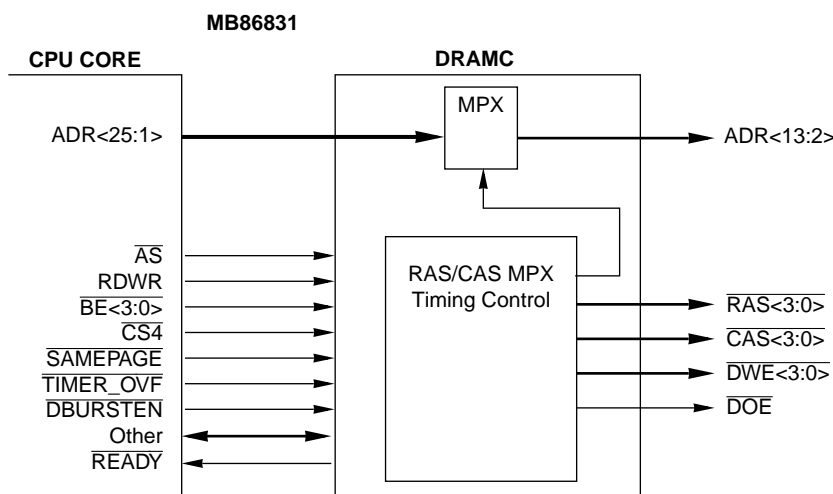 MB86831
CPU CORE
DRAMC
MPX
ADR<25:1>
ADR<13:2>
AS
RDWR
BE<3:0>
CS4
SAMEPAGE
TIMER_OVF
DBURSTEN
Other
READY
RAS/CAS MPX
Timing Control
RAS<3:0>
CAS<3:0>
DWE<3:0>
DOE